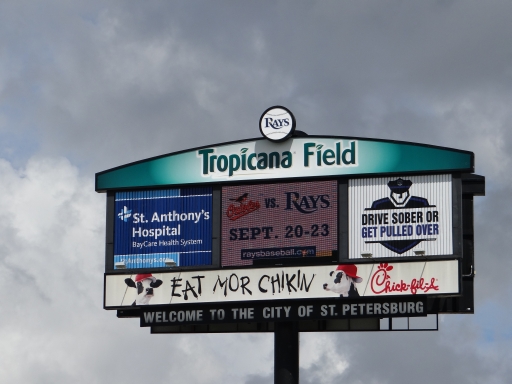 RAYS
Tropicana Field
St. Anthony's
Hospital
BayCare Health System
VS. RAYS
SEPT. 20-23
raysbaseball.com
DRIVE SOBER OR
GET PULLED OVER
EAT MOR CHIKIN
Chick-fil-A
WELCOME TO THE CITY OF ST. PETERSBURG